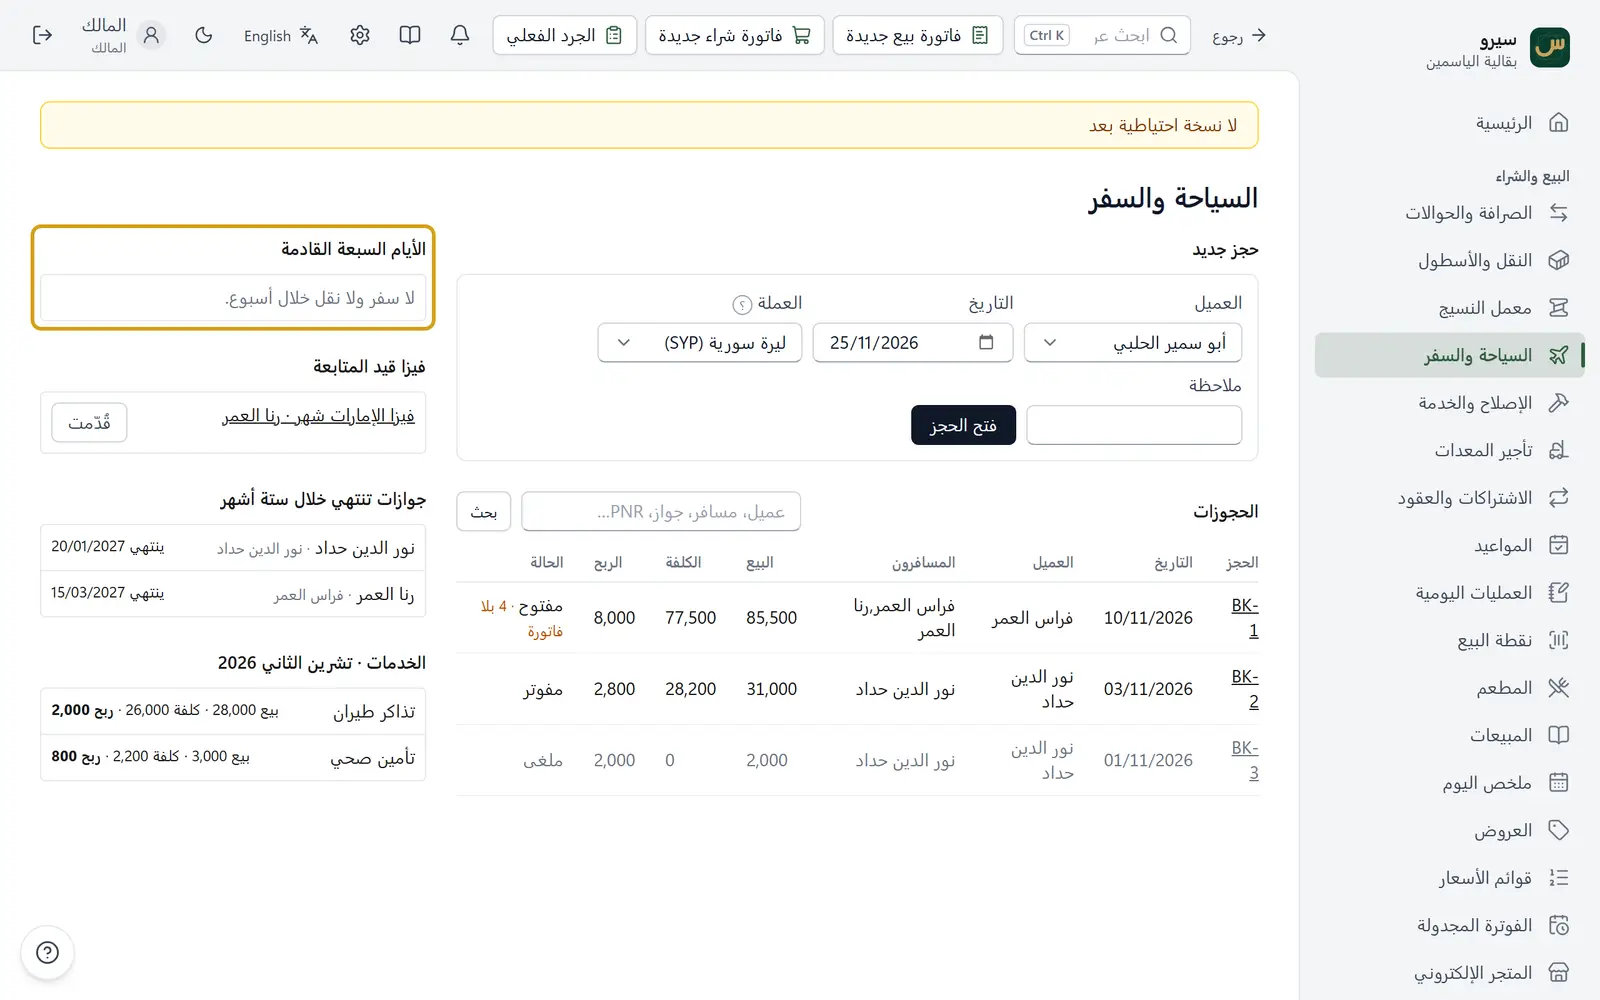 سيرو
بقالية الياسمين
رجوع
ابحث عن
Ctrl K
فاتورة بيع جديدة
فاتورة شراء جديدة
الجرد الفعلي
English
المالك
المالك
الرئيسية
البيع والشراء
الصرافة والحوالات
النقل والأسطول
معمل النسيج
السياحة والسفر
الإصلاح والخدمة
تأجير المعدات
الاشتراكات والعقود
المواعيد
العمليات اليومية
نقطة البيع
المطعم
المبيعات
ملخص اليوم
العروض
قوائم الأسعار
الفوترة المجدولة
المتجر الإلكتروني
لا نسخة احتياطية بعد
السياحة والسفر
حجز جديد
العميل
التاريخ
العملة ؟
أبو سمير الحلبي
25/11/2026
ليرة سورية (SYP)
ملاحظة
فتح الحجز
الحجوزات
عميل، مسافر، جواز، PNR...
بحث
الحجز التاريخ العميل المسافرون البيع الكلفة الربح الحالة
BK-1 10/11/2026 فراس العمر فراس العمر,رنا العمر 85,500 77,500 8,000 مفتوح · 4 بلا فاتورة
BK-2 03/11/2026 نور الدين حداد نور الدين حداد 31,000 28,200 2,800 مفوتر
BK-3 01/11/2026 نور الدين حداد نور الدين حداد 2,000 0 2,000 ملغى
الأيام السبعة القادمة
لا سفر ولا نقل خلال أسبوع.
فيزا قيد المتابعة
فيزا الإمارات شهر · رنا العمر
قُدّمت
جوازات تنتهي خلال ستة أشهر
نور الدين حداد · نور الدين حداد ينتهي 20/01/2027
رنا العمر · فراس العمر ينتهي 15/03/2027
الخدمات · تشرين الثاني 2026
تذاكر طيران بيع 28,000 · كلفة 26,000 · ربح 2,000
تأمين صحي بيع 3,000 · كلفة 2,200 · ربح 800